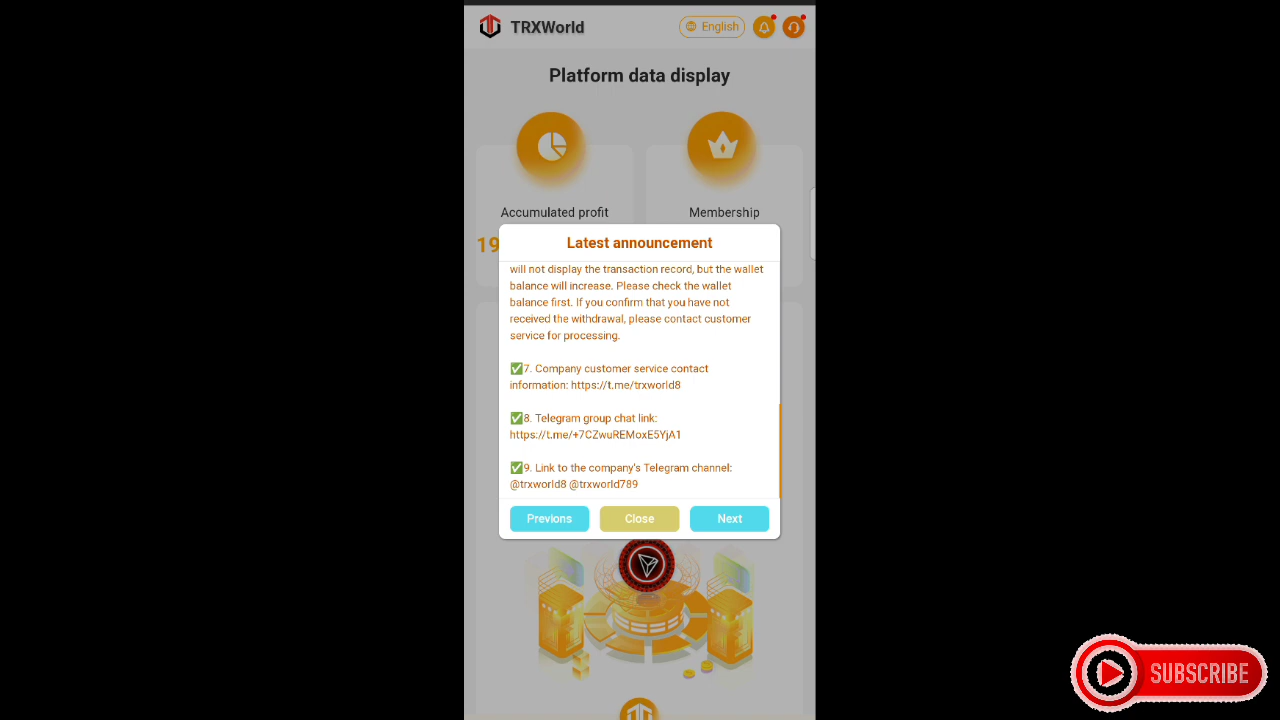 TRXWorld
English
Platform data display
Accumulated profit
Membership
19
Latest announcement
will not display the transaction record, but the wallet
balance will increase. Please check the wallet
balance first. If you confirm that you have not
received the withdrawal, please contact customer
service for processing.
✅7. Company customer service contact
information: https://t.me/trxworld8
✅8. Telegram group chat link:
https://t.me/+7CZwuREMoxE5YjA1
✅9. Link to the company's Telegram channel:
@trxworld8 @trxworld789
Previons
Close
Next
SUBSCRIBE